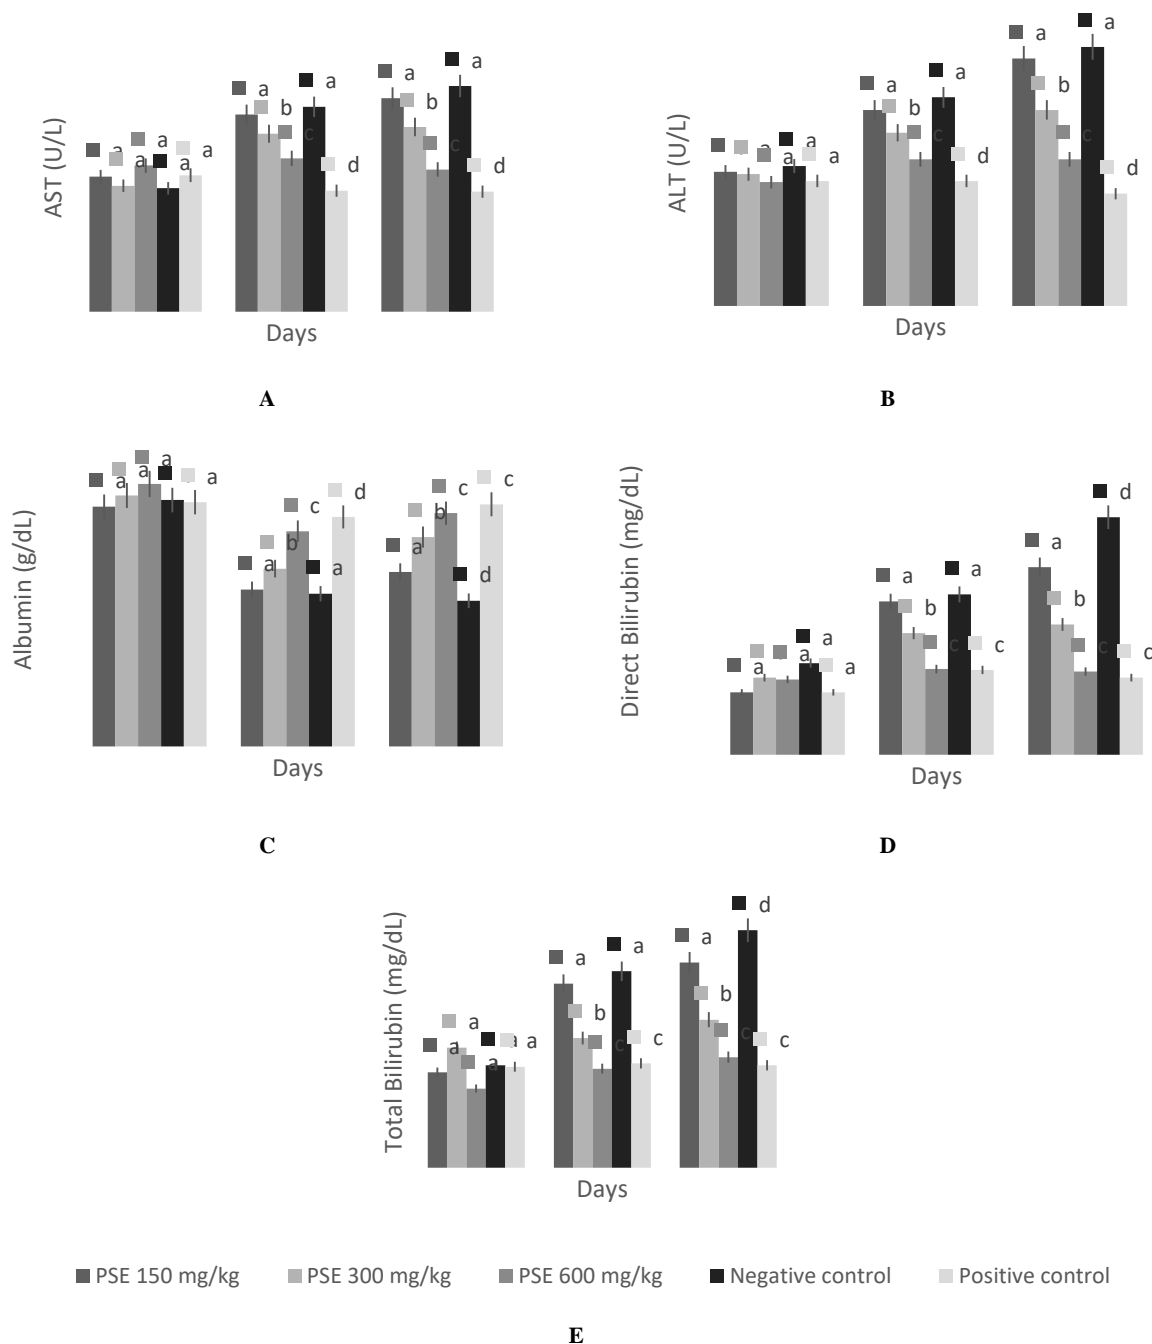 AST (U/L)
a a a a a
a b c a d
a b c a d
Days
A
ALT (U/L)
a a a a a
a b c a d
a b c a d
Days
B
Albumin (g/dL)
a a a a a
a b c a d
a b c d c
Days
C
Direct Bilirubin (mg/dL)
a a a a a
a b c a c
a b c d c
Days
D
Total Bilirubin (mg/dL)
a a a a a
a b c a c
a b c d c
Days
PSE 150 mg/kg PSE 300 mg/kg PSE 600 mg/kg Negative control Positive control
E